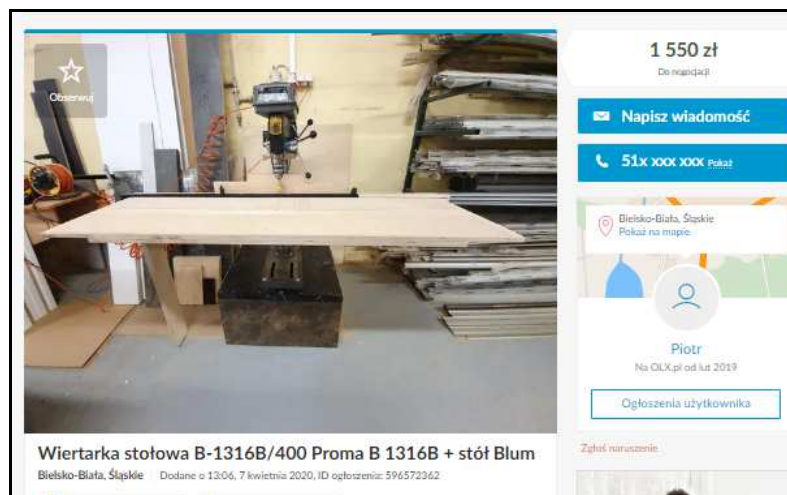 Obserwuj
1 550 zł
Do negocjacji
Napisz wiadomość
51x xxx xxx Pokaż
Bielsko-Biała, Śląskie
Pokaż na mapie
Piotr
Na OLX.pl od lut 2019
Ogłoszenia użytkownika
Zgłoś naruszenie
Wiertarka stołowa B-1316B/400 Proma B 1316B + stół Blum
Bielsko-Biała, Śląskie Dodane o 13:06, 7 kwietnia 2020, ID ogłoszenia: 596572362